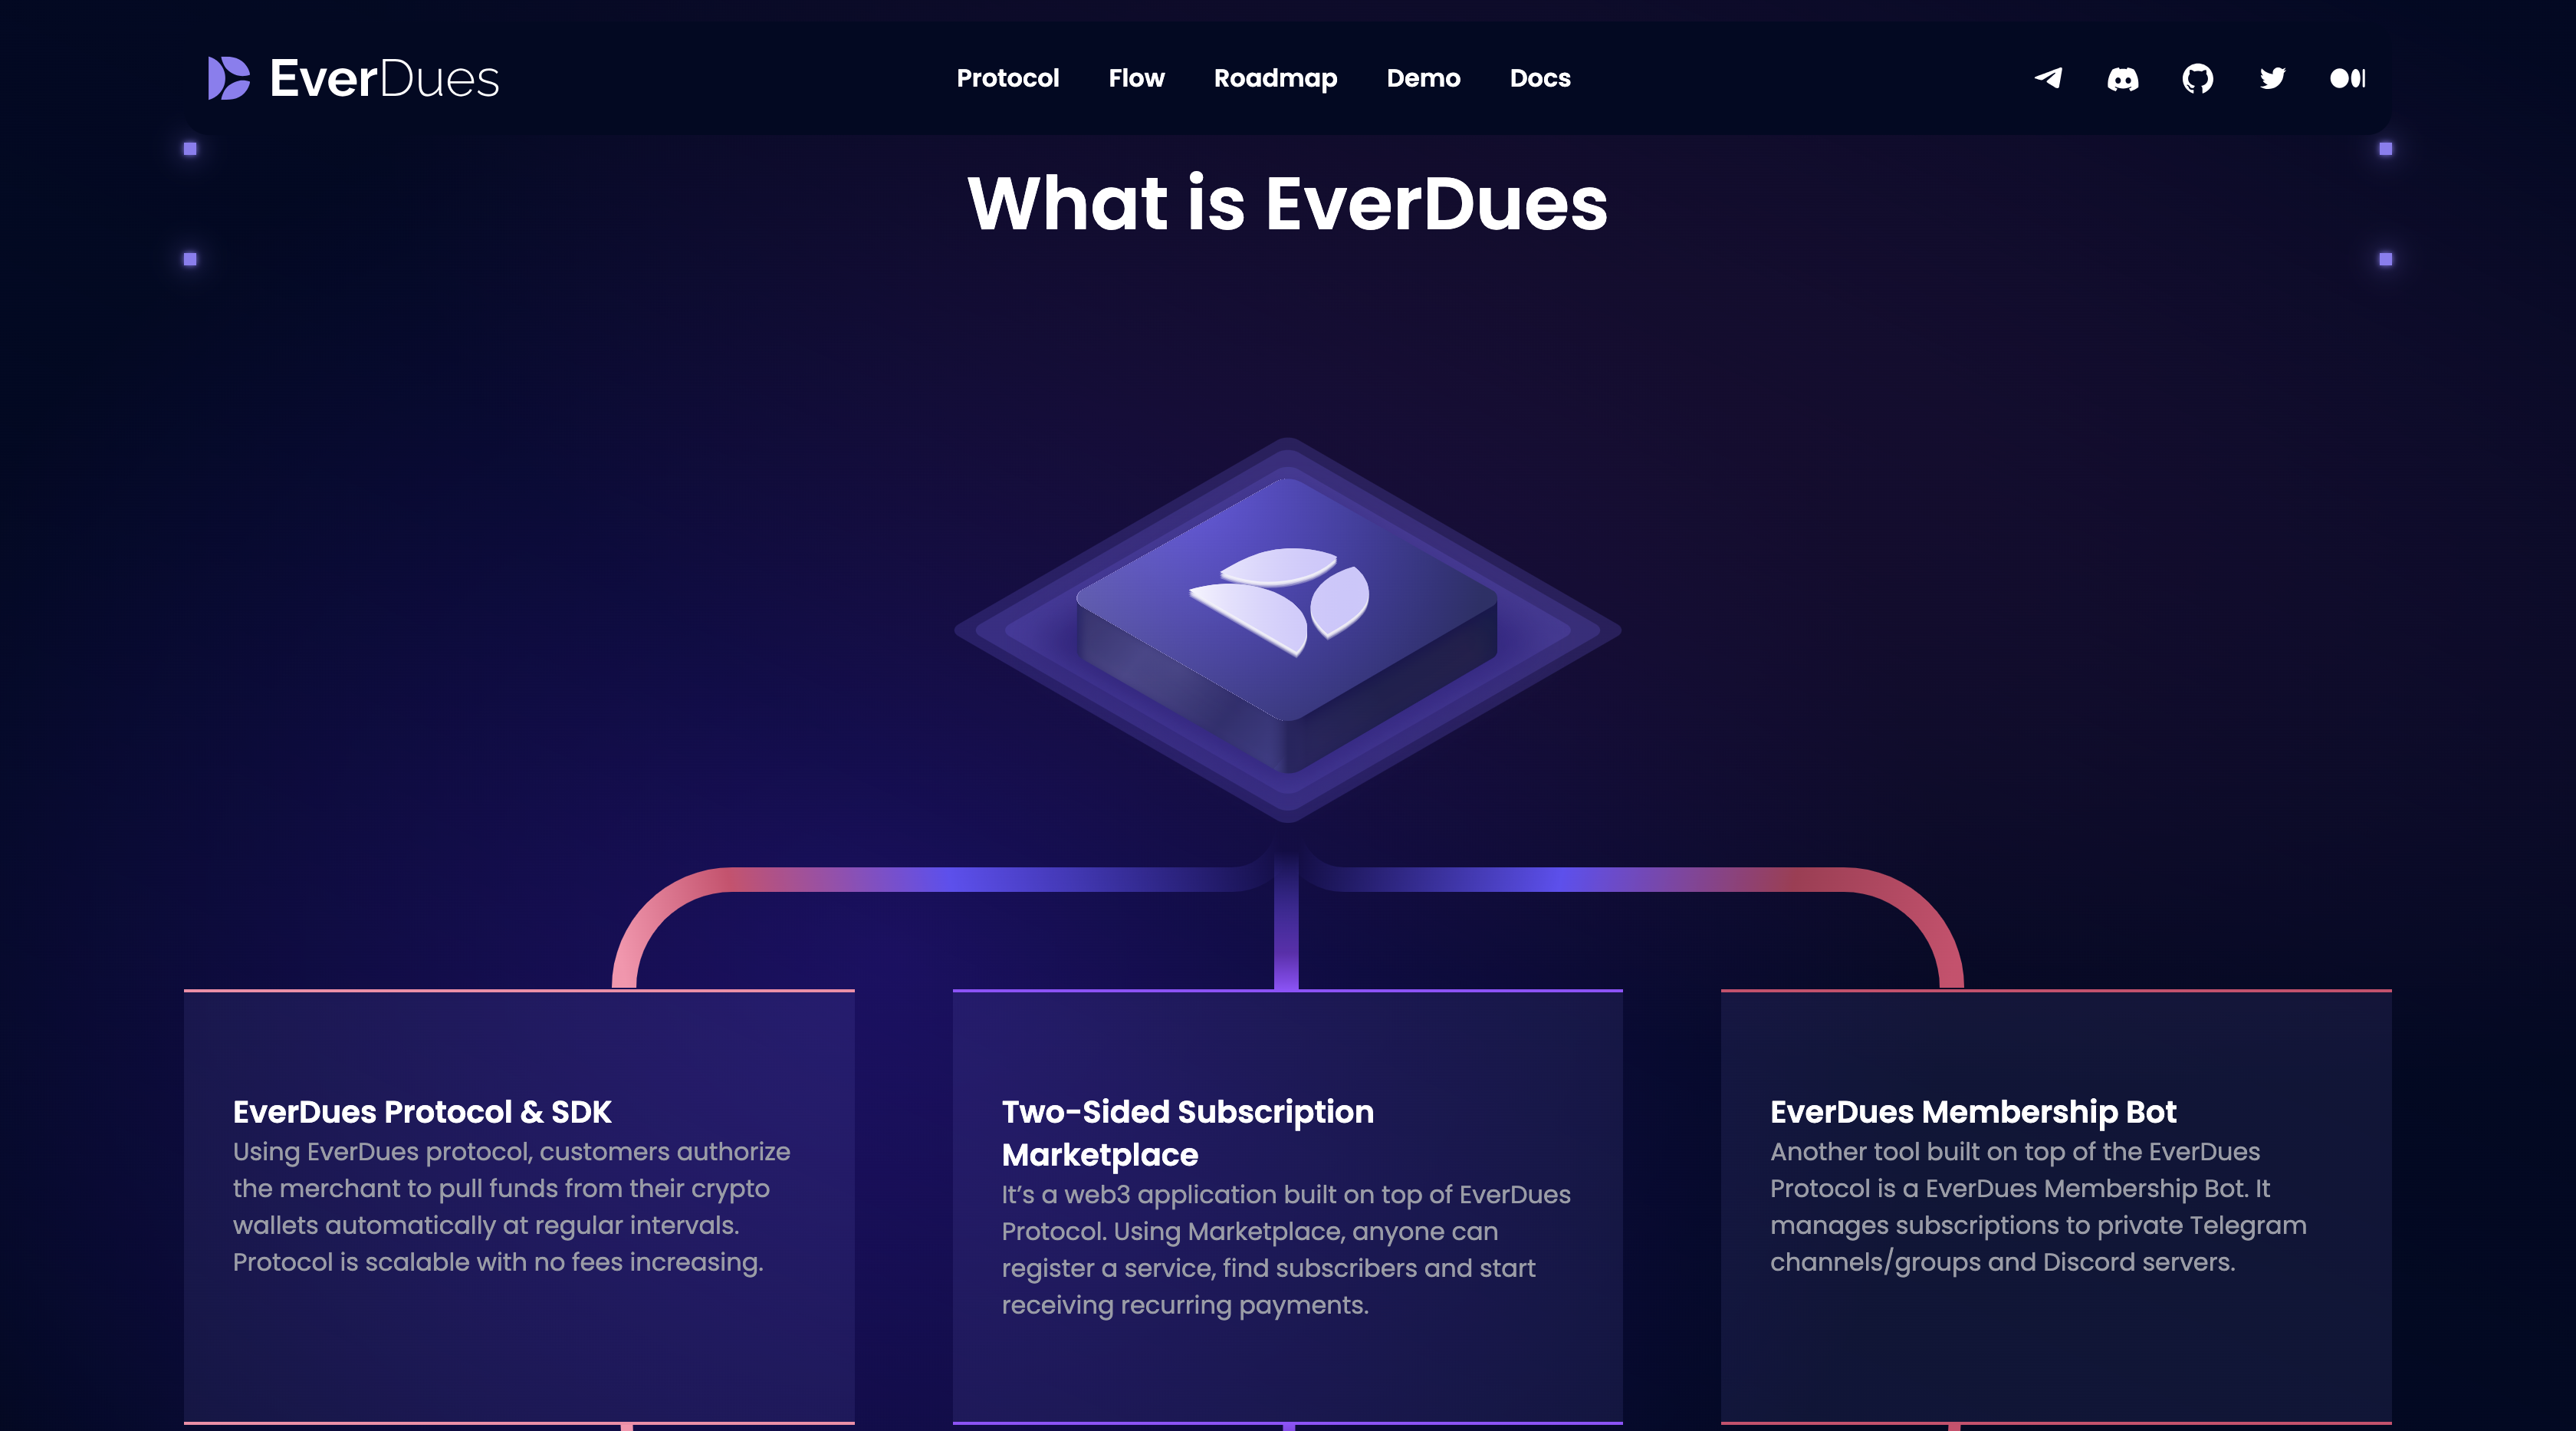 EverDues
Protocol Flow Roadmap Demo Docs
What is EverDues
EverDues Protocol & SDK
Using EverDues protocol, customers authorize
the merchant to pull funds from their crypto
wallets automatically at regular intervals.
Protocol is scalable with no fees increasing.
Two-Sided Subscription
Marketplace
It’s a web3 application built on top of EverDues
Protocol. Using Marketplace, anyone can
register a service, find subscribers and start
receiving recurring payments.
EverDues Membership Bot
Another tool built on top of the EverDues
Protocol is a EverDues Membership Bot. It
manages subscriptions to private Telegram
channels/groups and Discord servers.